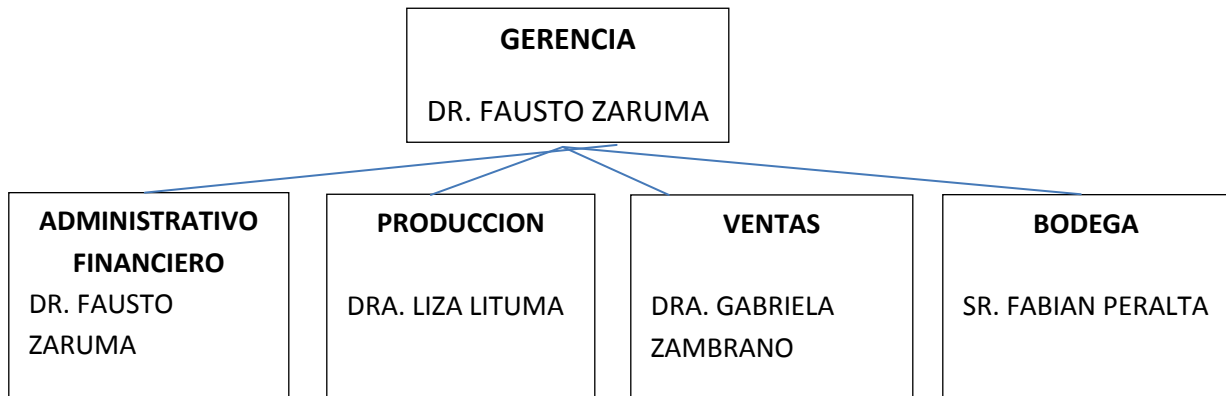 GERENCIA
DR. FAUSTO ZARUMA
ADMINISTRATIVO
FINANCIERO
DR. FAUSTO
ZARUMA
PRODUCCION
DRA. LIZA LITUMA
VENTAS
DRA. GABRIELA
ZAMBRANO
BODEGA
SR. FABIAN PERALTA